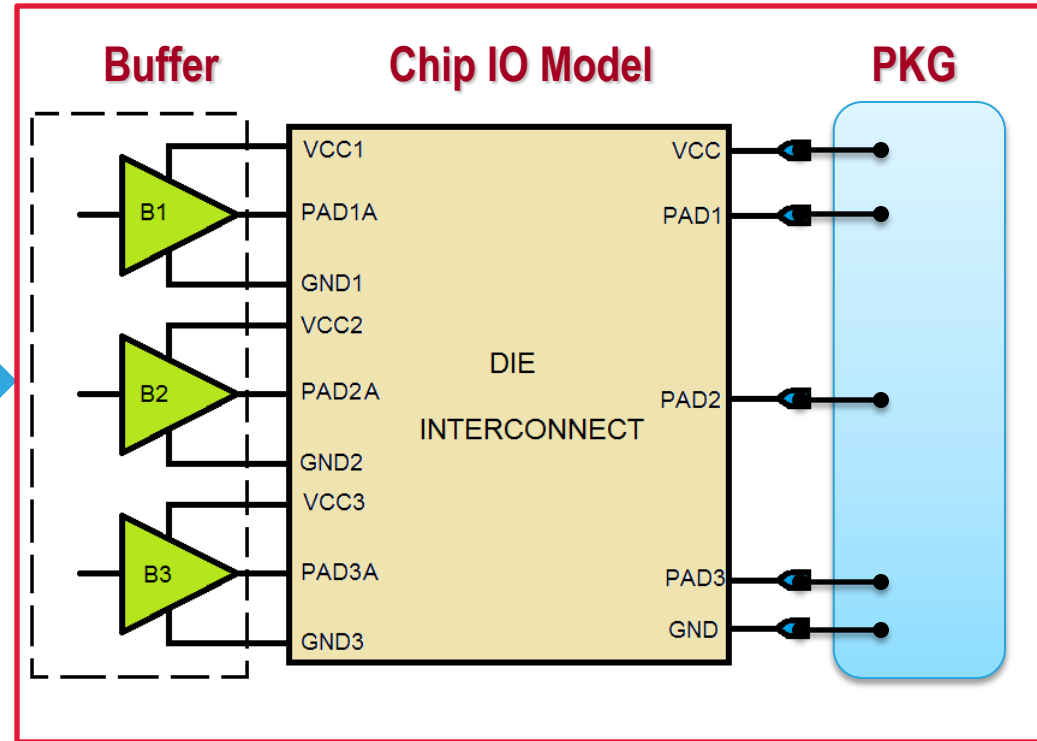 Buffer
Chip IO Model
PKG
B1
B2
B3
VCC1
PAD1A
GND1
VCC2
PAD2A
GND2
VCC3
PAD3A
GND3
DIE
INTERCONNECT
VCC
PAD1
PAD2
PAD3
GND